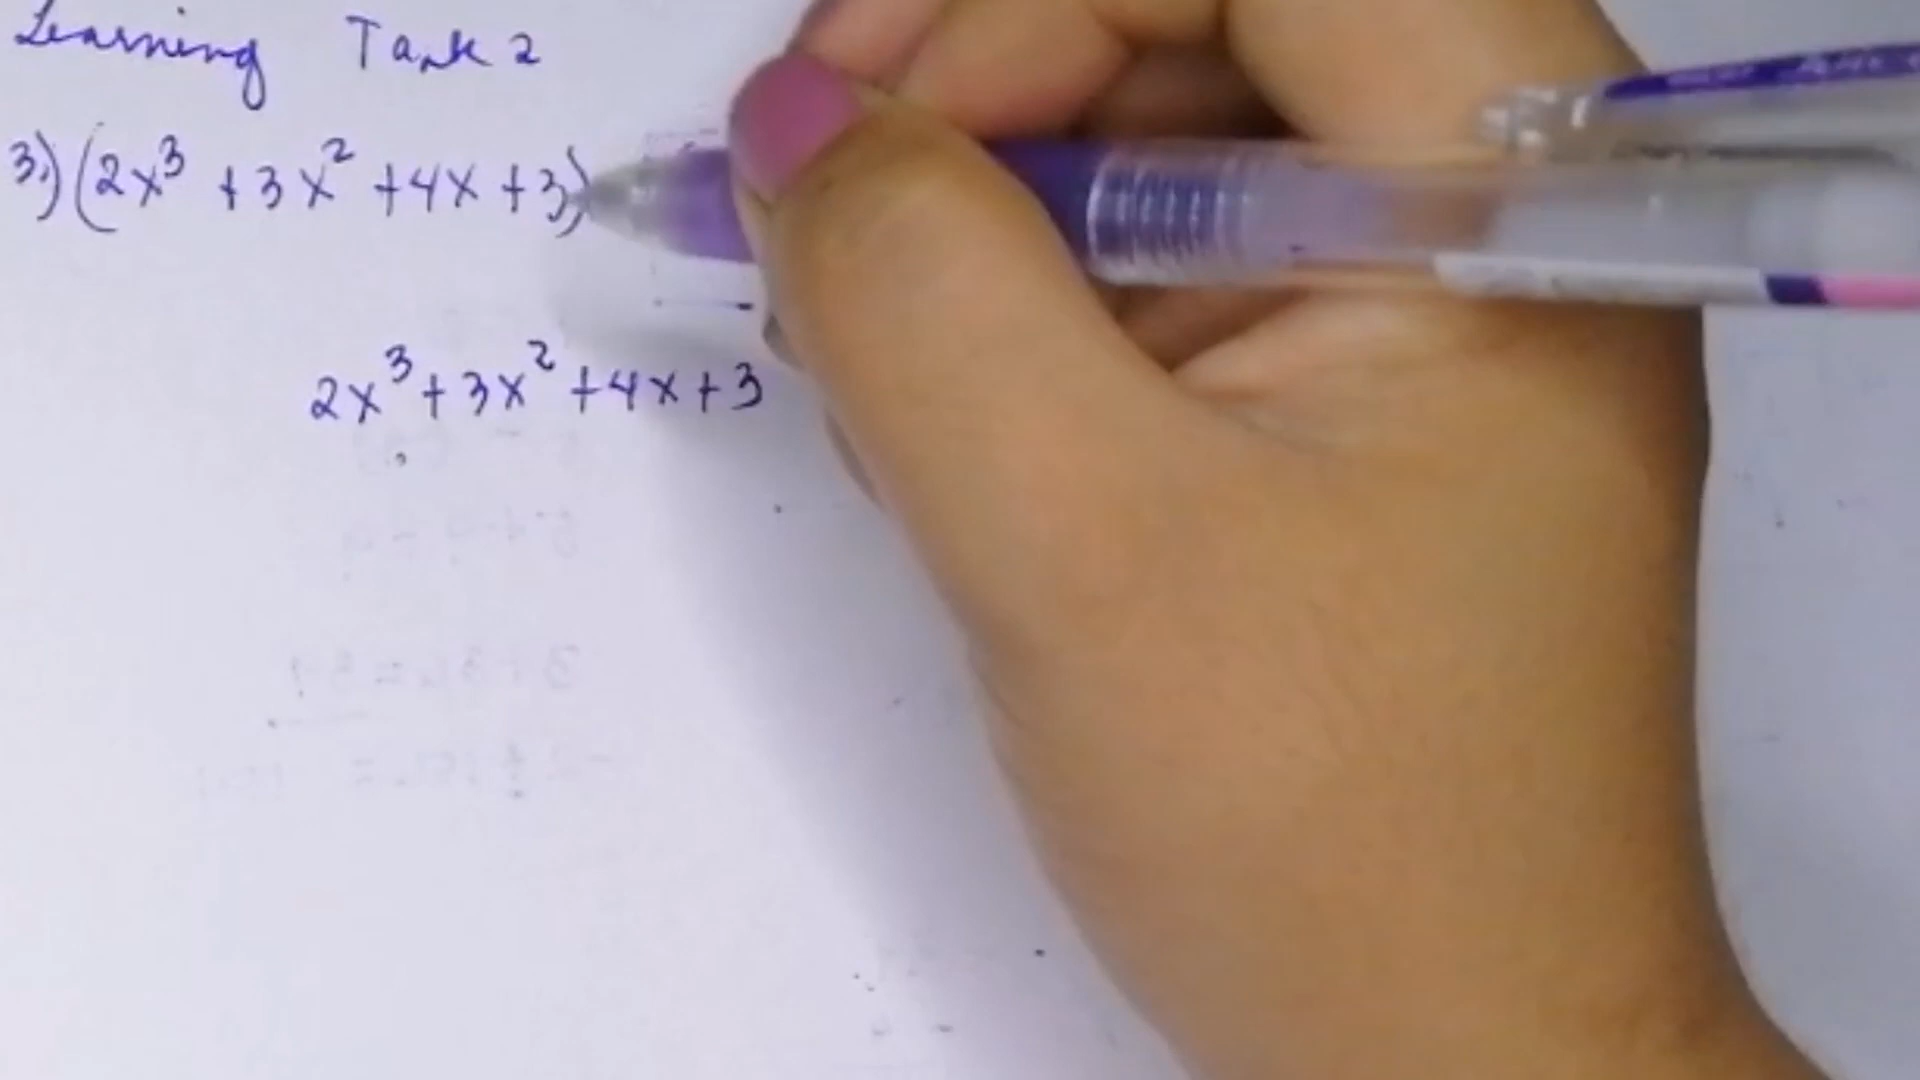 Learning Task 2
3.) (2x³ + 3x² + 4x + 3)
2x³ + 3x² + 4x + 3